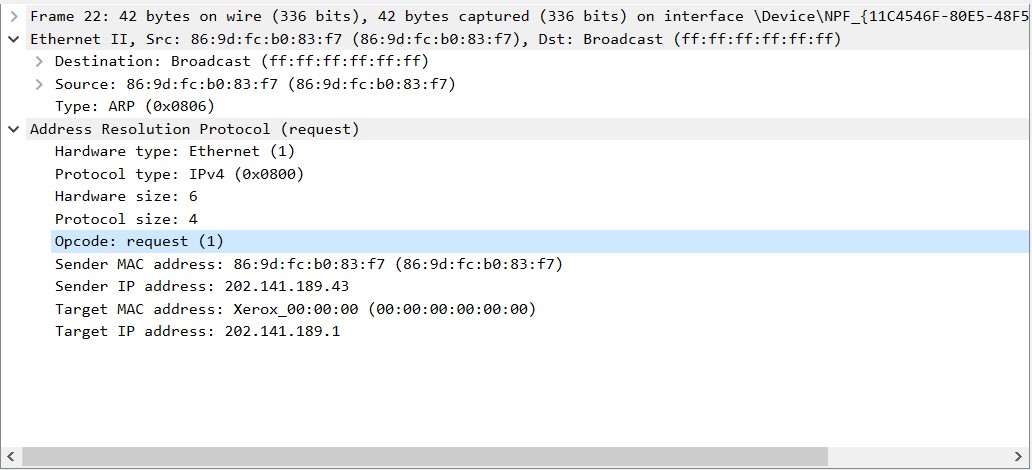 Frame 22: 42 bytes on wire (336 bits), 42 bytes captured (336 bits) on interface \Device\NPF_{11C4546F-80E5-48F5
Ethernet II, Src: 86:9d:fc:b0:83:f7 (86:9d:fc:b0:83:f7), Dst: Broadcast (ff:ff:ff:ff:ff:ff)
Destination: Broadcast (ff:ff:ff:ff:ff:ff)
Source: 86:9d:fc:b0:83:f7 (86:9d:fc:b0:83:f7)
Type: ARP (0x0806)
Address Resolution Protocol (request)
Hardware type: Ethernet (1)
Protocol type: IPv4 (0x0800)
Hardware size: 6
Protocol size: 4
Opcode: request (1)
Sender MAC address: 86:9d:fc:b0:83:f7 (86:9d:fc:b0:83:f7)
Sender IP address: 202.141.189.43
Target MAC address: Xerox_00:00:00 (00:00:00:00:00:00)
Target IP address: 202.141.189.1